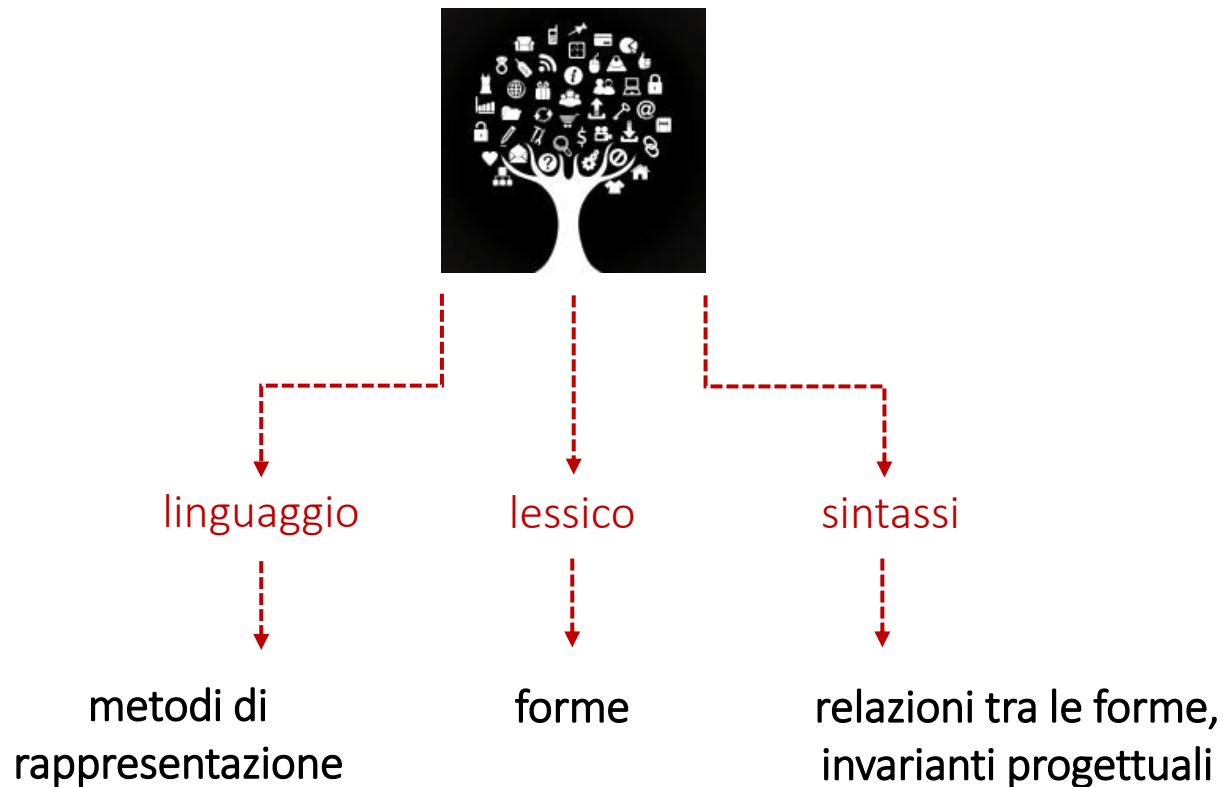 linguaggio
lessico
sintassi
metodi di
rappresentazione
forme
relazioni tra le forme,
invarianti progettuali